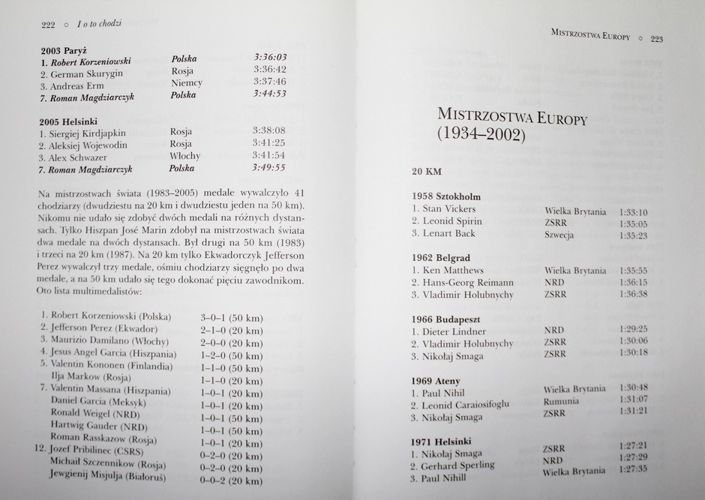 222 ○ I o to chodzi
2003 Paryż
1. Robert Korzeniowski Polska 3:36:03
2. German Skurygin Rosja 3:36:42
3. Andreas Erm Niemcy 3:37:46
7. Roman Magdziarczyk Polska 3:44:53
2005 Helsinki
1. Siergiej Kirdjapkin Rosja 3:38:08
2. Aleksiej Wojewodin Rosja 3:41:25
3. Alex Schwazer Włochy 3:41:54
7. Roman Magdziarczyk Polska 3:49:55
Na mistrzostwach świata (1983–2005) medale wywalczyło 41
chodziarzy (dwudziestu na 20 km i dwudziestu jeden na 50 km).
Nikomu nie udało się zdobyć dwóch medali na różnych dystan-
sach. Tylko Hiszpan José Marin zdobył na mistrzostwach świata
dwa medale na dwóch dystansach. Był drugi na 50 km (1983)
i trzeci na 20 km (1987). Na 20 km tylko Ekwadorczyk Jefferson
Perez wywalczył trzy medale, ośmiu chodziarzy sięgnęło po dwa
medale, a na 50 km udało się tego dokonać pięciu zawodnikom.
Oto lista multimedalistów:
1. Robert Korzeniowski (Polska) 3–0–1 (50 km)
2. Jefferson Perez (Ekwador) 2–1–0 (20 km)
3. Maurizio Damilano (Włochy) 2–0–0 (20 km)
4. Jesus Angel Garcia (Hiszpania) 1–2–0 (50 km)
5. Valentin Kononen (Finlandia) 1–1–0 (50 km)
Ilja Markow (Rosja) 1–1–0 (20 km)
7. Valentin Massana (Hiszpania) 1–0–1 (20 km)
Daniel Garcia (Meksyk) 1–0–1 (20 km)
Ronald Weigel (NRD) 1–0–1 (50 km)
Hartwig Gauder (NRD) 1–0–1 (50 km)
Roman Rasskazow (Rosja) 1–0–1 (20 km)
12. Jozef Pribilinec (CSRS) 0–2–0 (20 km)
Michaił Szczennikow (Rosja) 0–2–0 (20 km)
Jewgienij Misjulja (Białoruś) 0–0–2 (20 km)
Mistrzostwa Europy ○ 223
Mistrzostwa Europy
(1934–2002)
20 KM
1958 Sztokholm
1. Stan Vickers Wielka Brytania 1:33:10
2. Leonid Spirin ZSRR 1:35:05
3. Lenart Back Szwecja 1:35:23
1962 Belgrad
1. Ken Matthews Wielka Brytania 1:35:55
2. Hans-Georg Reimann NRD 1:36:15
3. Vladimir Holubnychy ZSRR 1:36:38
1966 Budapeszt
1. Dieter Lindner NRD 1:29:25
2. Vladimir Holubnychy ZSRR 1:30:06
3. Nikołaj Smaga ZSRR 1:30:18
1969 Ateny
1. Paul Nihil Wielka Brytania 1:30:48
2. Leonid Caraiosifoglu Rumunia 1:31:07
3. Nikołaj Smaga ZSRR 1:31:21
1971 Helsinki
1. Nikołaj Smaga ZSRR 1:27:21
2. Gerhard Sperling NRD 1:27:29
3. Paul Nihill Wielka Brytania 1:27:35